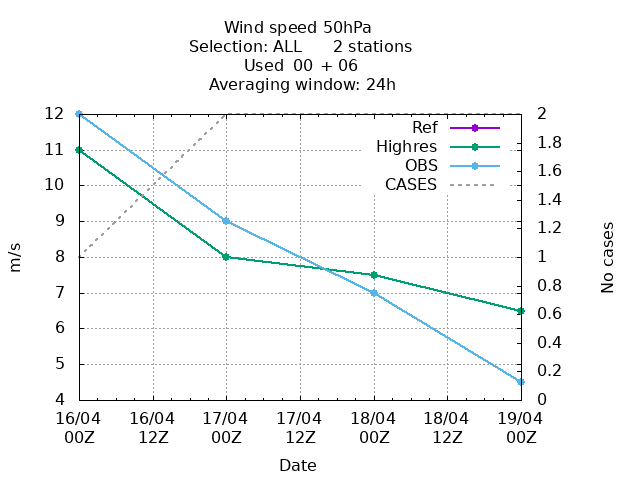 Wind speed 50hPa
Selection: ALL 2 stations
Used 00 + 06
Averaging window: 24h
m/s
12
11
10
9
8
7
6
5
4
Ref
Highres
OBS
CASES
2
1.8
1.6
1.4
1.2
1
0.8
0.6
0.4
0.2
0
No cases
16/04 16/04 17/04 17/04 18/04 18/04 19/04
00Z 12Z 00Z 12Z 00Z 12Z 00Z
Date